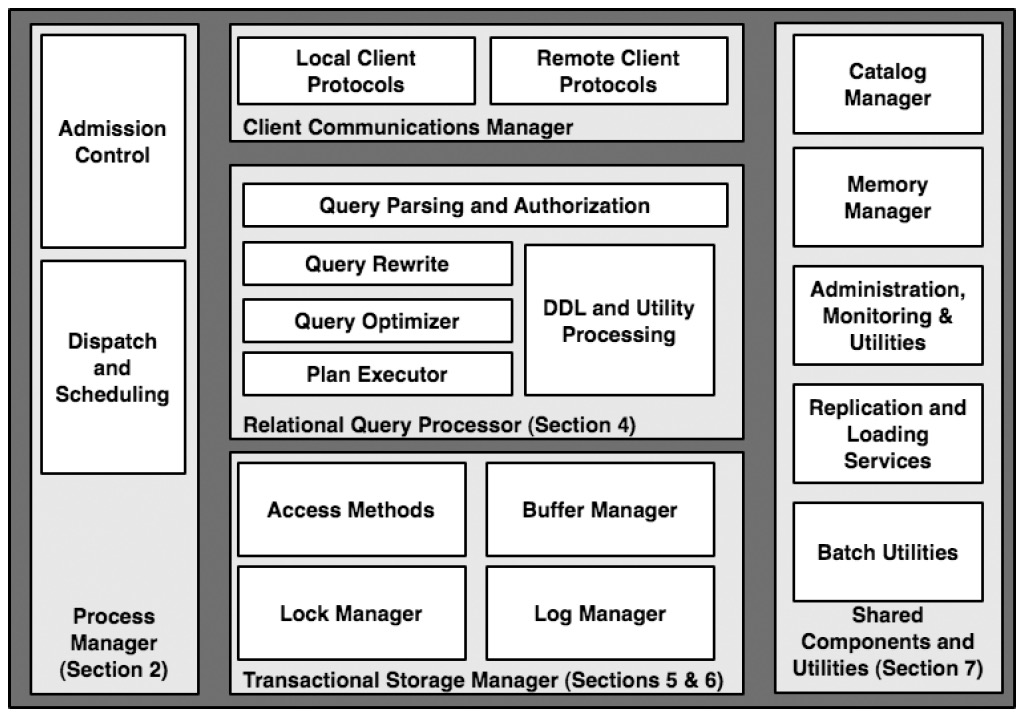 Admission
Control
Dispatch
and
Scheduling
Process
Manager
(Section 2)
Local Client
Protocols
Remote Client
Protocols
Client Communications Manager
Query Parsing and Authorization
Query Rewrite
Query Optimizer
Plan Executor
DDL and Utility
Processing
Relational Query Processor (Section 4)
Access Methods
Buffer Manager
Lock Manager
Log Manager
Transactional Storage Manager (Sections 5 & 6)
Catalog
Manager
Memory
Manager
Administration,
Monitoring &
Utilities
Replication and
Loading
Services
Batch Utilities
Shared
Components and
Utilities (Section 7)